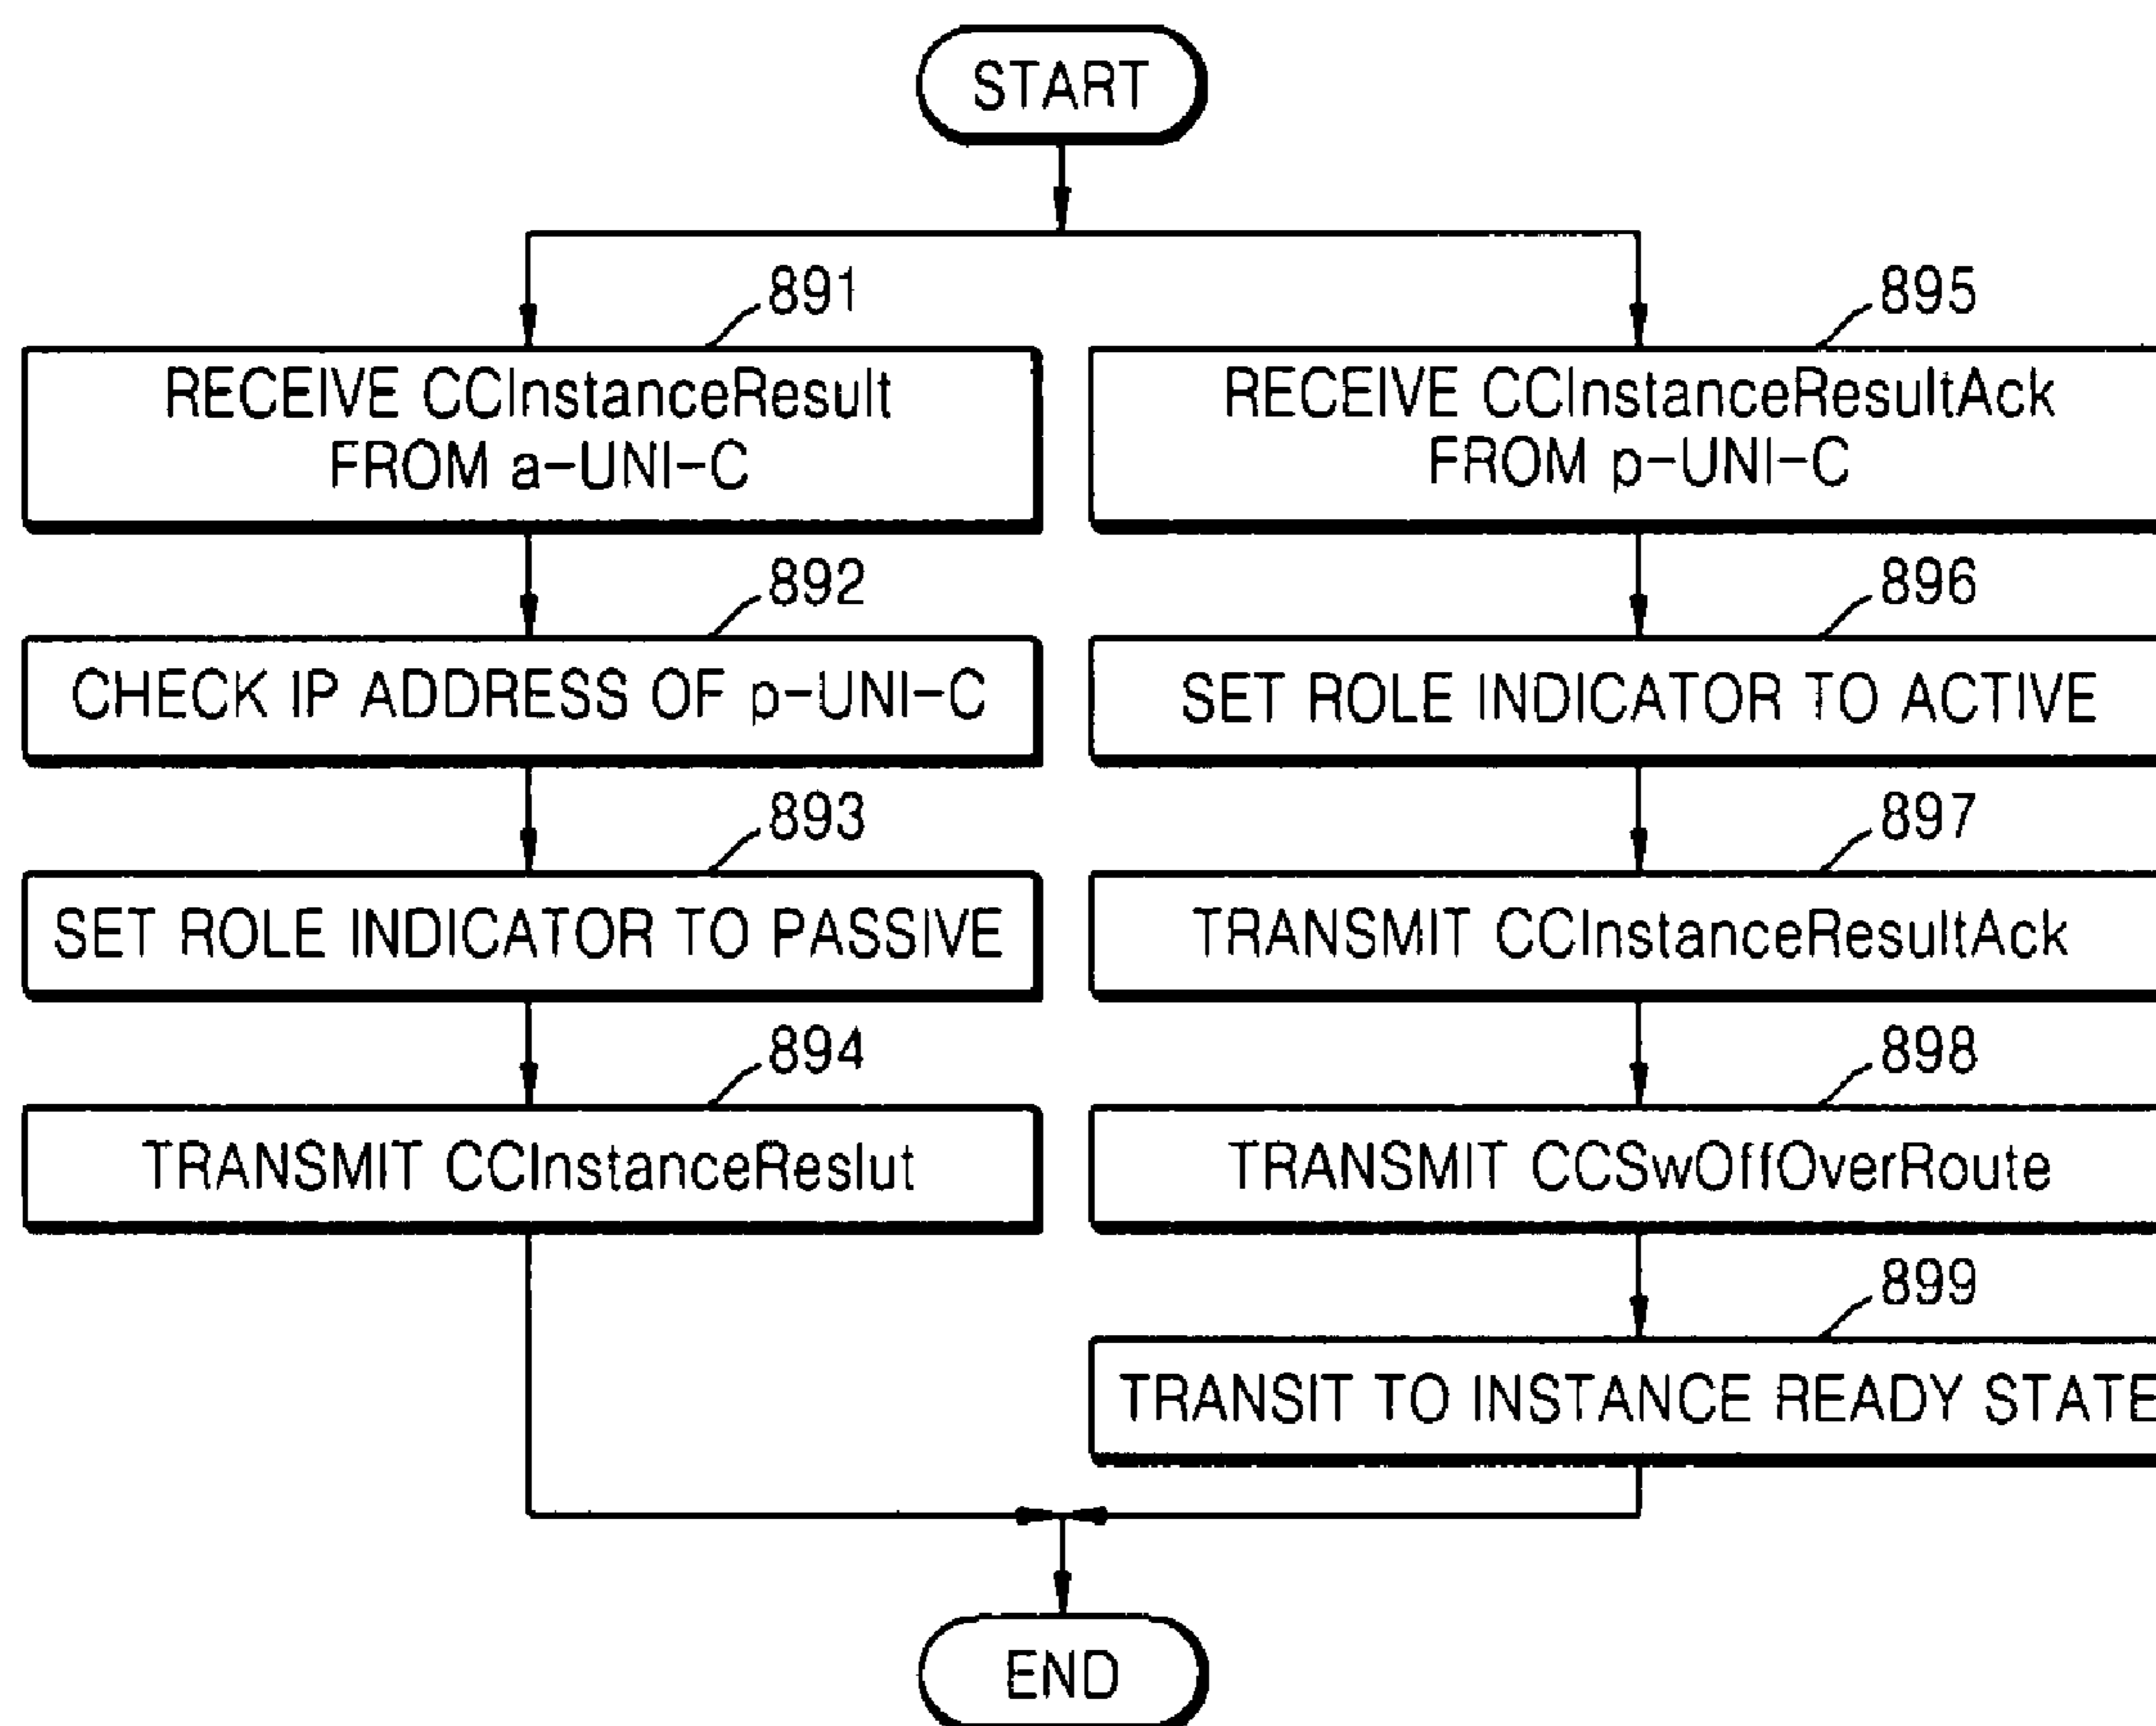 START
891
RECEIVE CCInstanceResult
FROM a-UNI-C
892
CHECK IP ADDRESS OF p-UNI-C
893
SET ROLE INDICATOR TO PASSIVE
894
TRANSMIT CCInstanceReslut
895
RECEIVE CCInstanceResultAck
FROM p-UNI-C
896
SET ROLE INDICATOR TO ACTIVE
897
TRANSMIT CCInstanceResultAck
898
TRANSMIT CCSwOffOverRoute
899
TRANSIT TO INSTANCE READY STATE
END